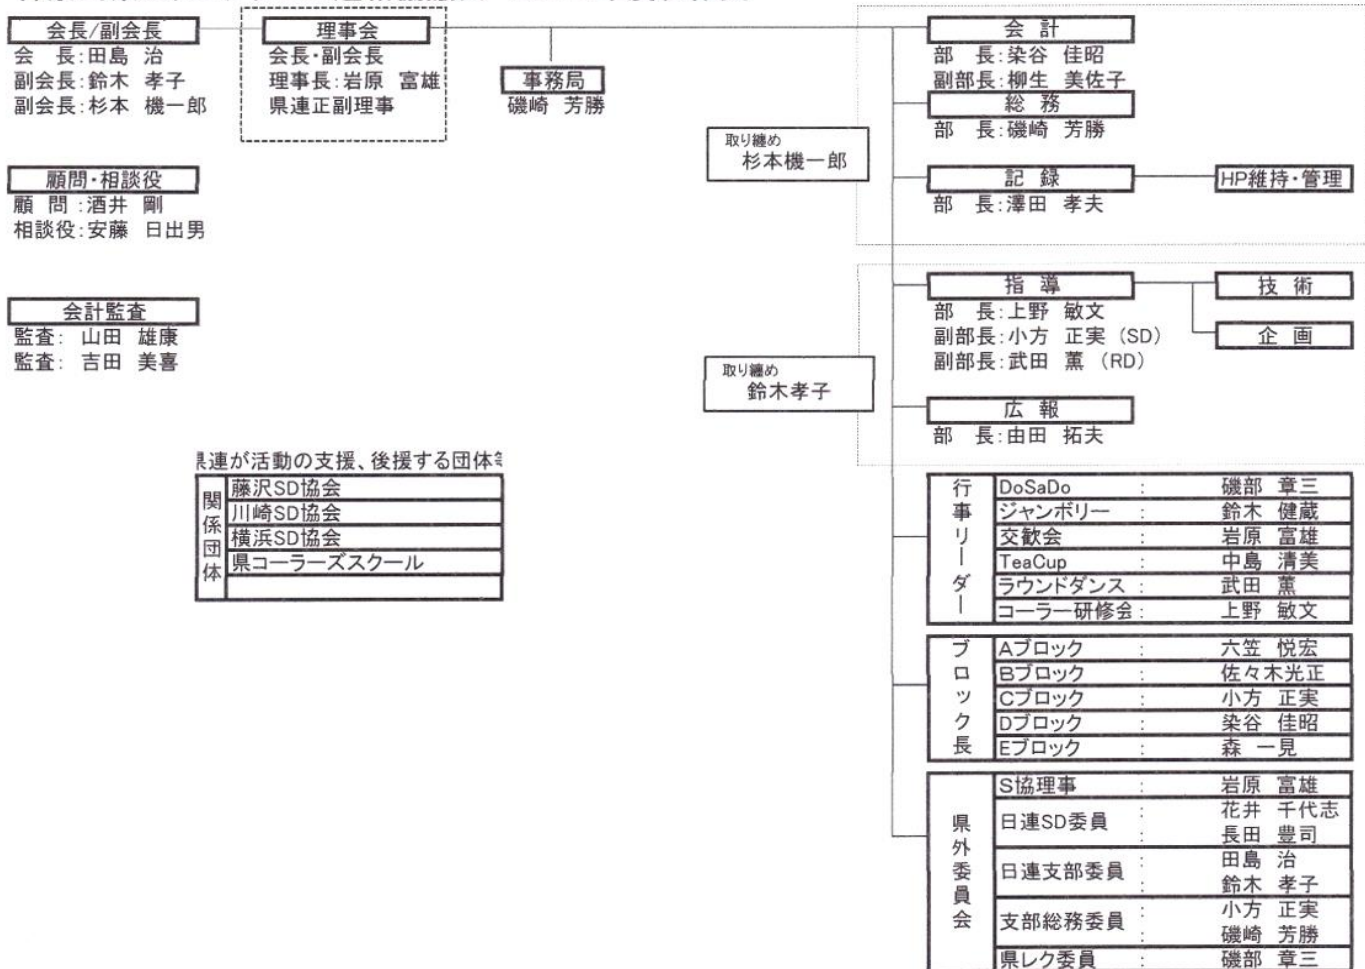 会長/副会長
会　長:田島 治
副会長:鈴木 孝子
副会長:杉本 機一郎
理事会
会長・副会長
理事長:岩原 富雄
県連正副理事
事務局
磯崎 芳勝
顧問・相談役
顧 問:酒井 剛
相談役:安藤 日出男
会計監査
監査: 山田 雄康
監査: 吉田 美喜
取り纏め
杉本機一郎
会 計
部　長:染谷 佳昭
副部長:柳生 美佐子
総 務
部　長:磯崎 芳勝
記 録
HP維持・管理
部　長:澤田 孝夫
取り纏め
鈴木孝子
指 導
技 術
部　長:上野 敏文
副部長:小方 正実 (SD)
企 画
副部長:武田 薫 (RD)
広 報
部　長:由田 拓夫
県連が活動の支援、後援する団体等
関係団体
藤沢SD協会
川崎SD協会
横浜SD協会
県コーラーズスクール
行事リーダー
DoSaDo : 磯部 章三
ジャンボリー : 鈴木 健蔵
交歓会 : 岩原 富雄
TeaCup : 中島 清美
ラウンドダンス : 武田 薫
コーラー研修会 : 上野 敏文
ブロック長
Aブロック : 六笠 悦宏
Bブロック : 佐々木光正
Cブロック : 小方 正実
Dブロック : 染谷 佳昭
Eブロック : 森 一見
県外委員会
S協理事 : 岩原 富雄
日連SD委員 : 花井 千代志
: 長田 豊司
日連支部委員 : 田島 治
: 鈴木 孝子
支部総務委員 : 小方 正実
: 磯崎 芳勝
県レク委員 : 磯部 章三